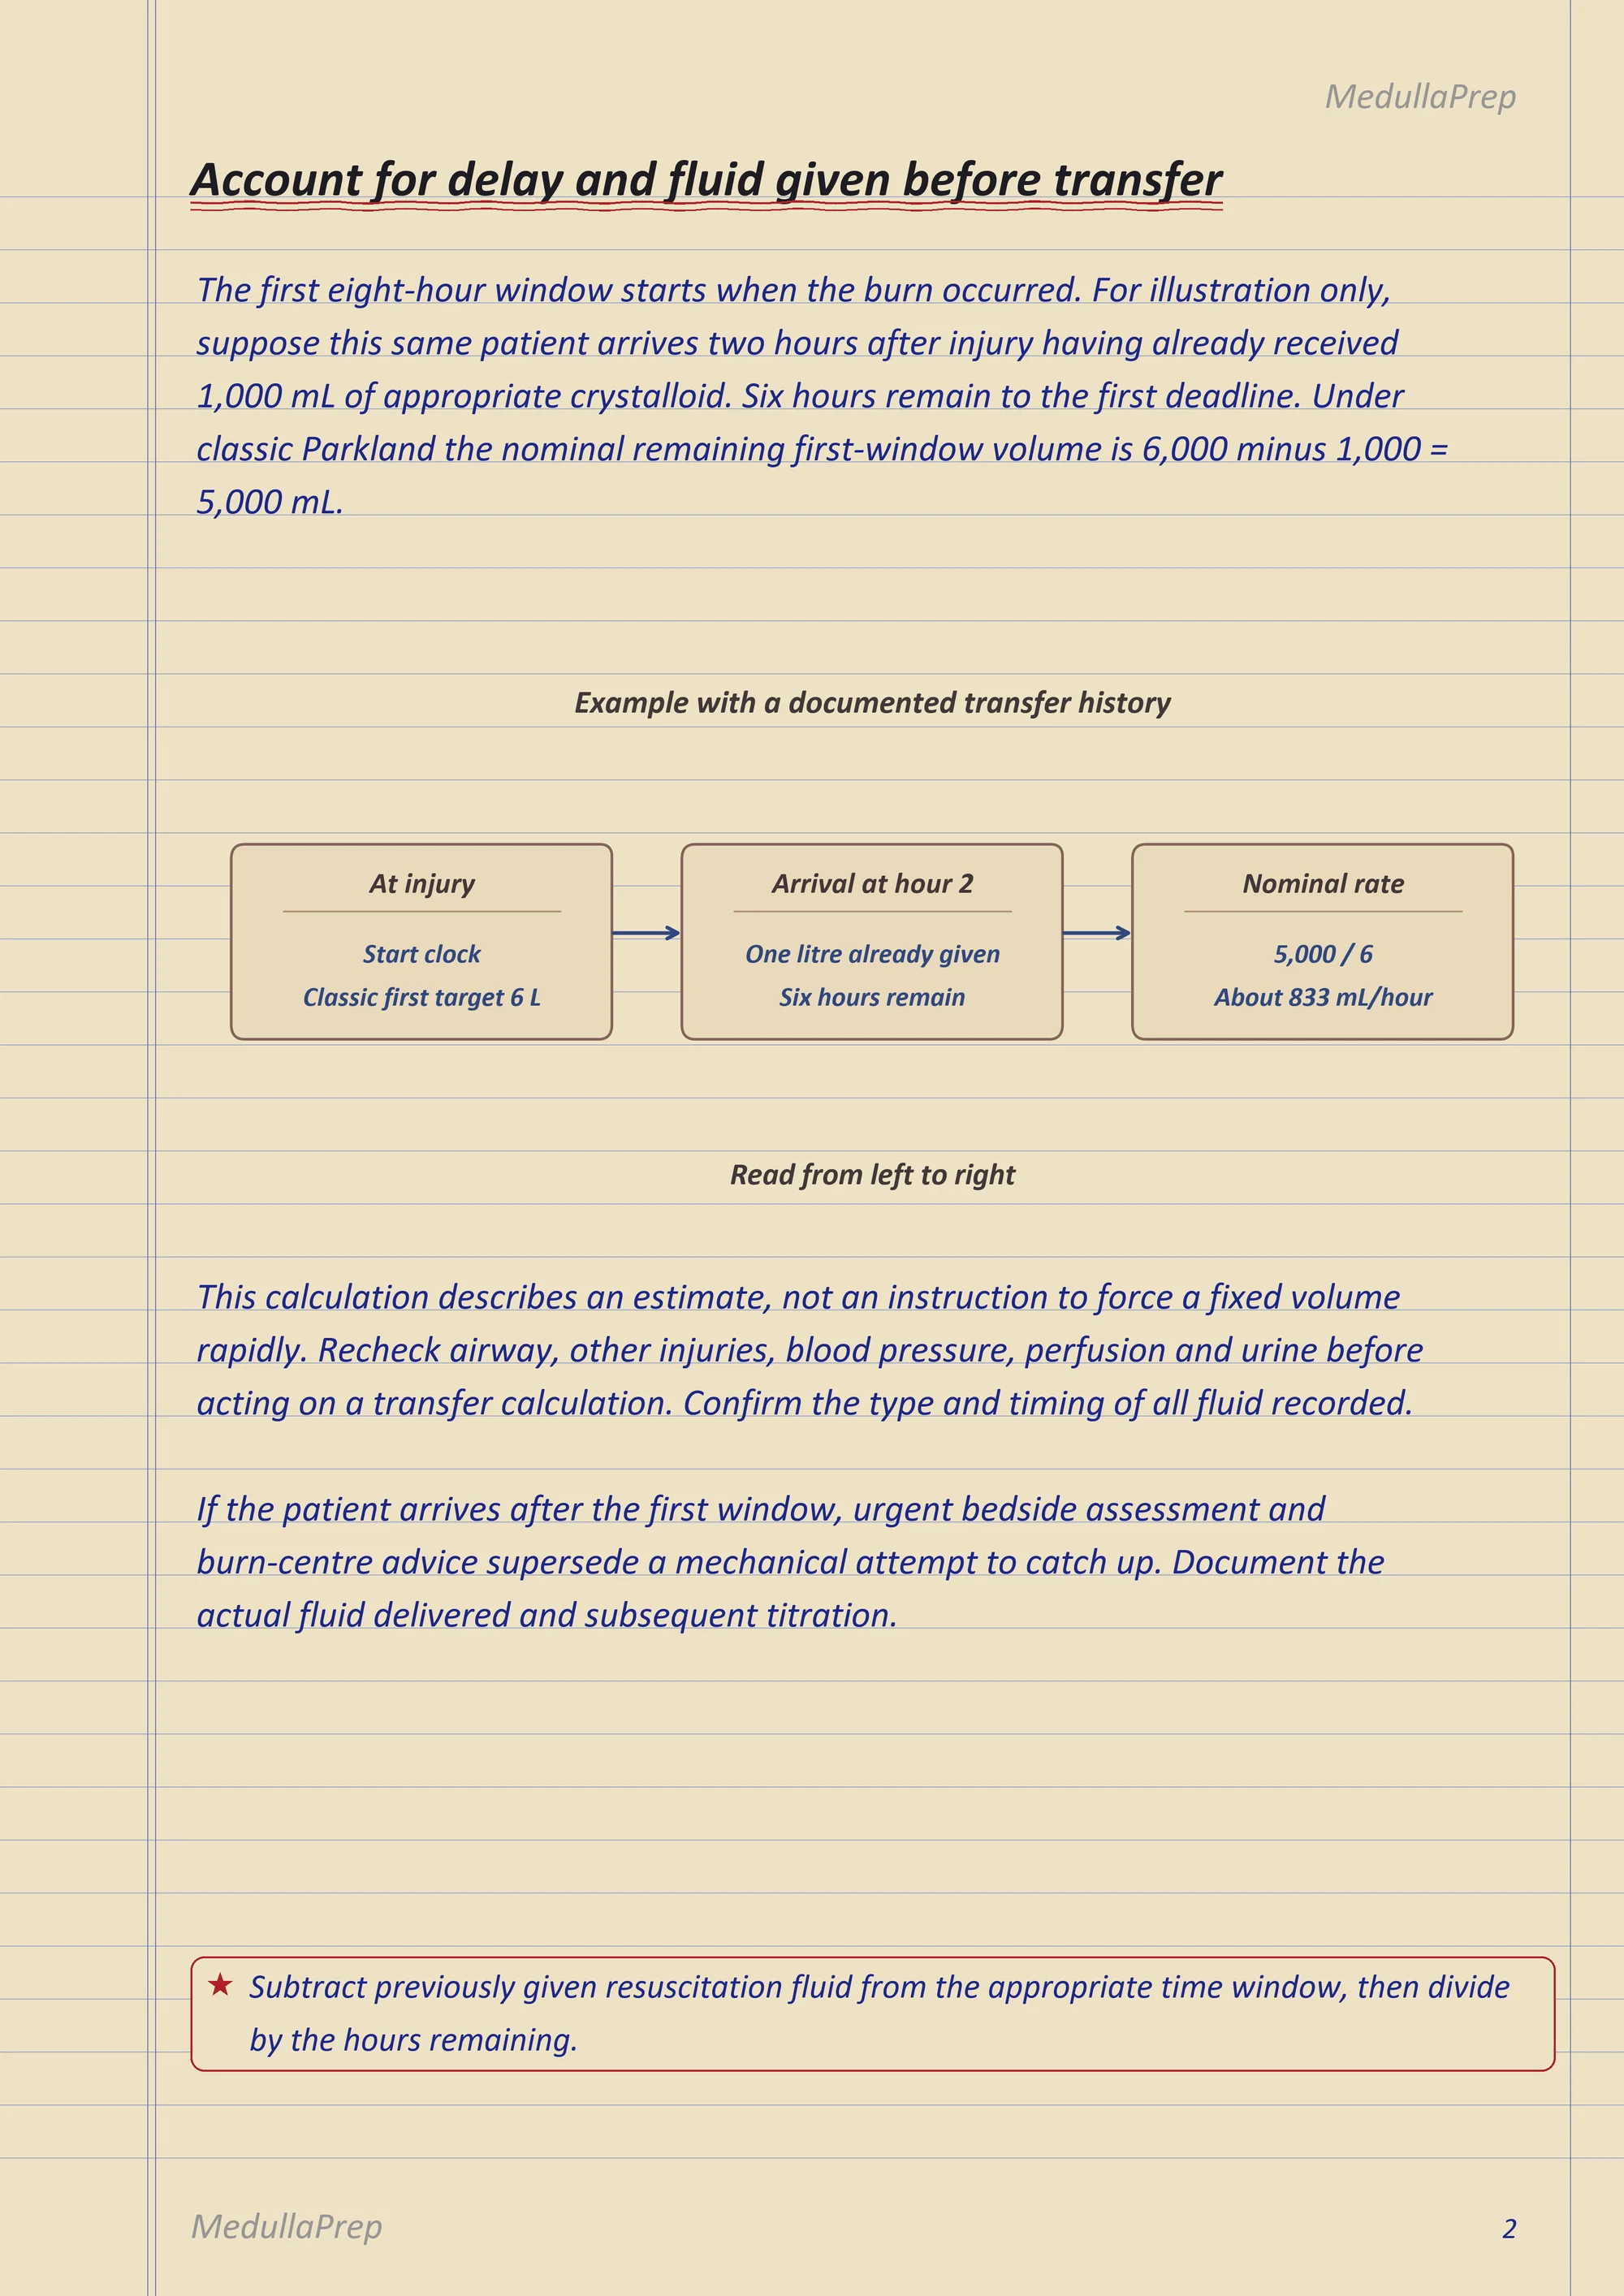 MedullaPrep
Account for delay and fluid given before transfer
The first eight-hour window starts when the burn occurred. For illustration only,
suppose this same patient arrives two hours after injury having already received
1,000 mL of appropriate crystalloid. Six hours remain to the first deadline. Under
classic Parkland the nominal remaining first-window volume is 6,000 minus 1,000 =
5,000 mL.
Example with a documented transfer history
At injury
Start clock
Classic first target 6 L
Arrival at hour 2
One litre already given
Six hours remain
Nominal rate
5,000 / 6
About 833 mL/hour
Read from left to right
This calculation describes an estimate, not an instruction to force a fixed volume
rapidly. Recheck airway, other injuries, blood pressure, perfusion and urine before
acting on a transfer calculation. Confirm the type and timing of all fluid recorded.
If the patient arrives after the first window, urgent bedside assessment and
burn-centre advice supersede a mechanical attempt to catch up. Document the
actual fluid delivered and subsequent titration.
★ Subtract previously given resuscitation fluid from the appropriate time window, then divide
by the hours remaining.
MedullaPrep
2